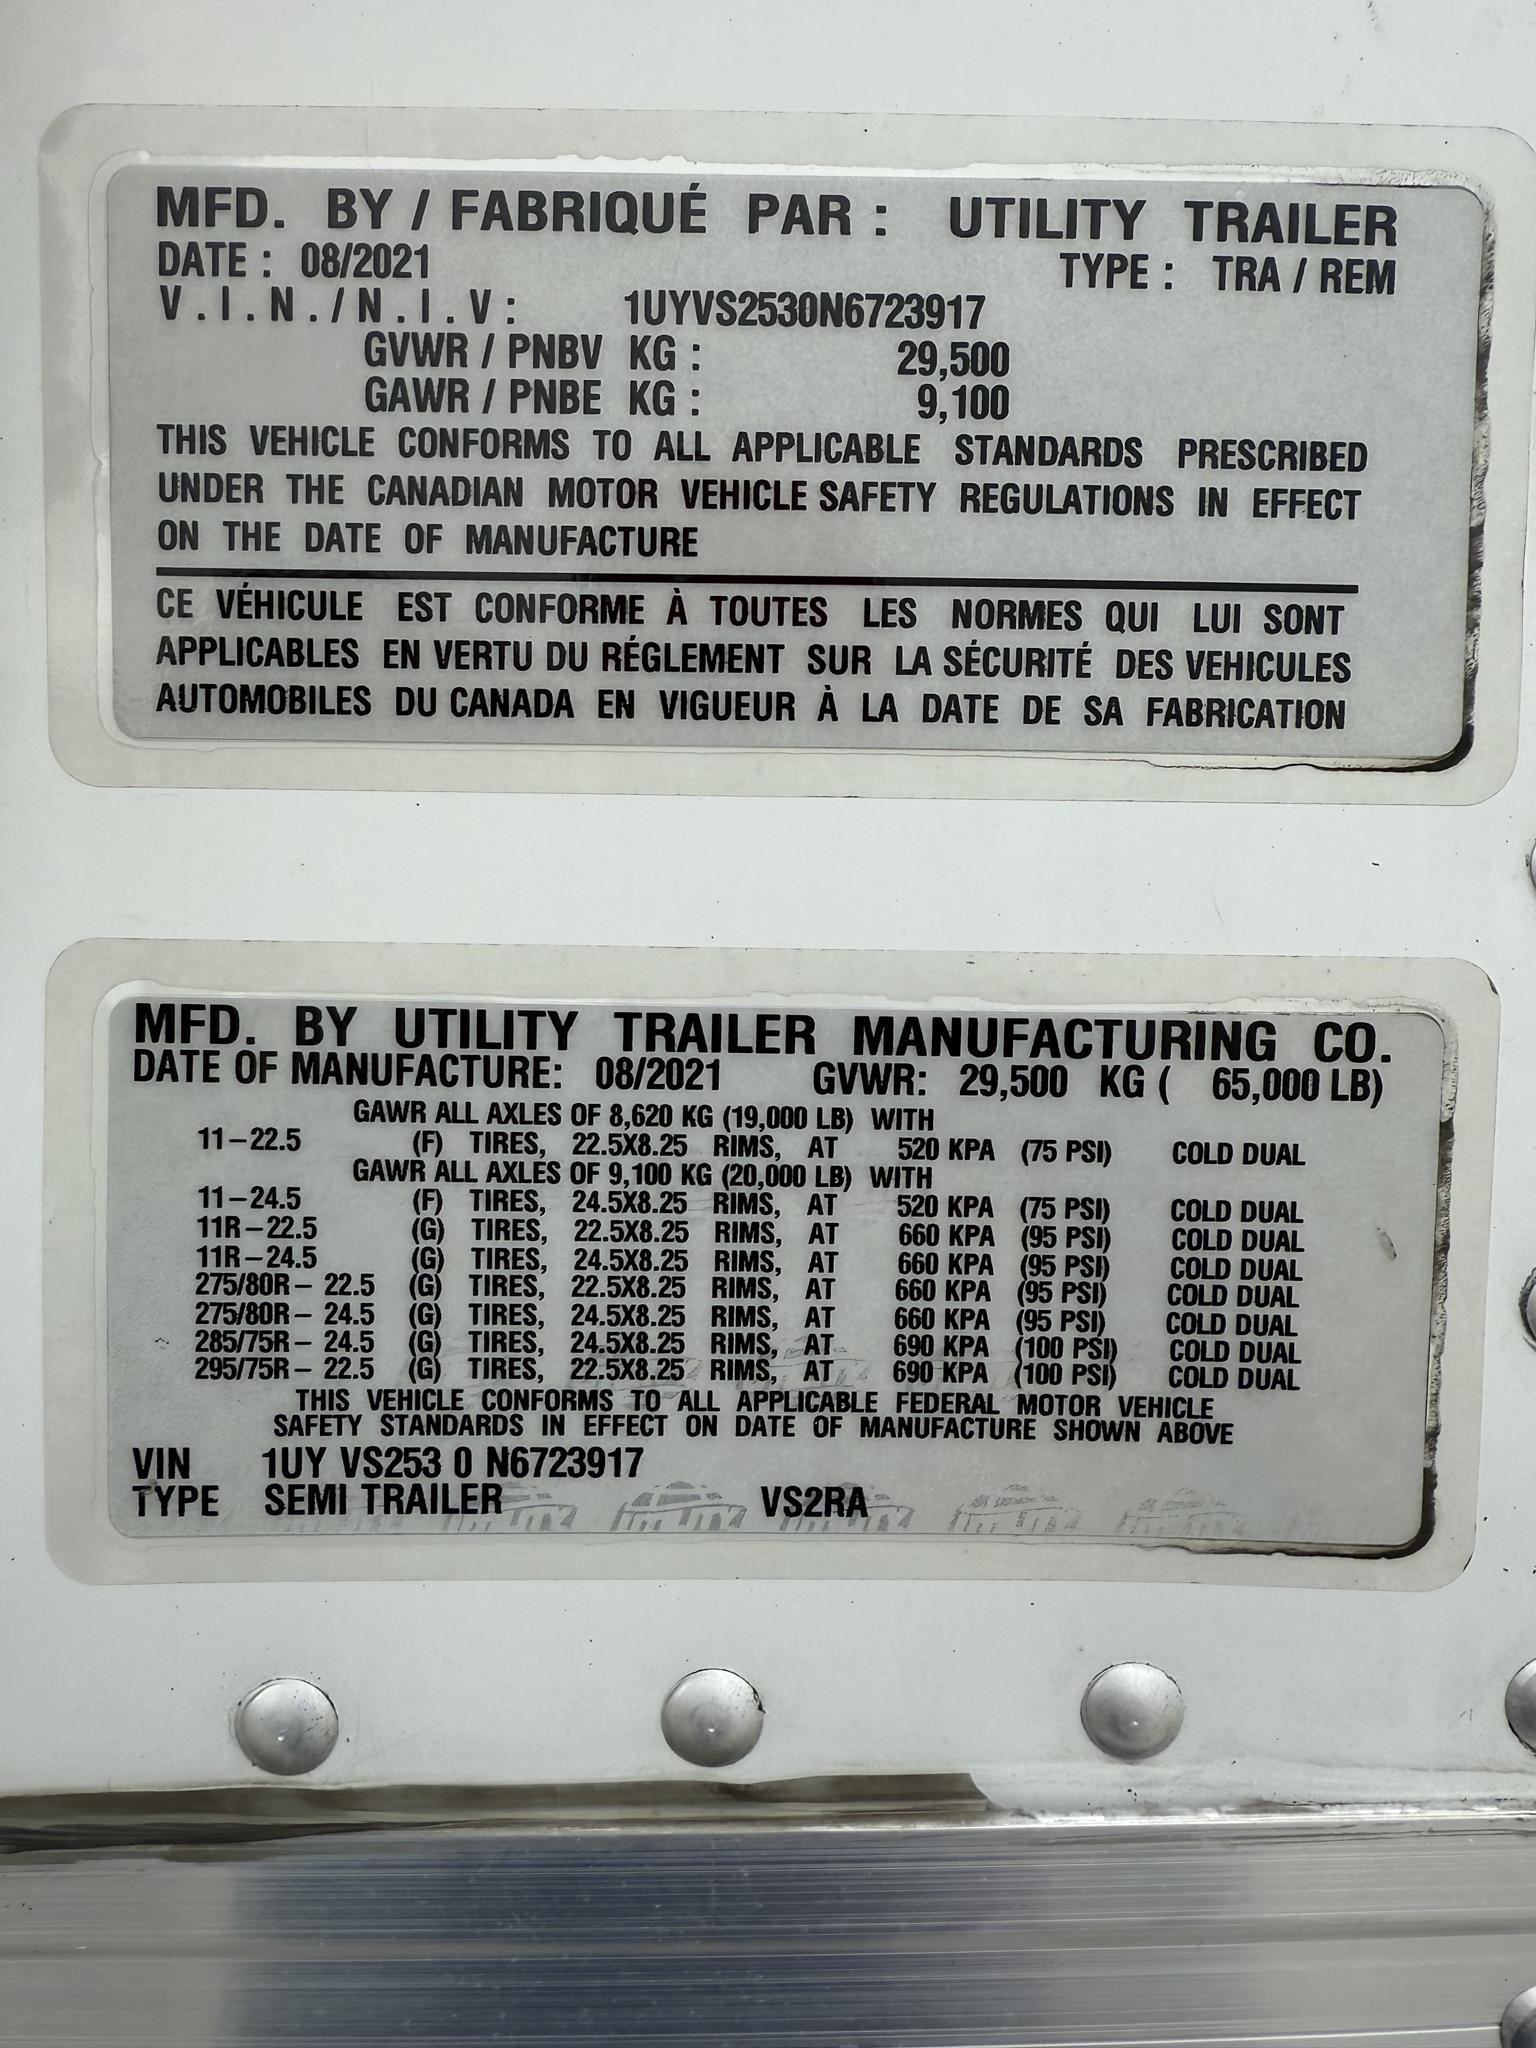 MFD. BY / FABRIQUÉ PAR : UTILITY TRAILER
DATE : 08/2021 TYPE : TRA / REM
V.I.N./N.I.V: 1UYVS2530N6723917
GVWR / PNBV KG : 29,500
GAWR / PNBE KG : 9,100
THIS VEHICLE CONFORMS TO ALL APPLICABLE STANDARDS PRESCRIBED
UNDER THE CANADIAN MOTOR VEHICLE SAFETY REGULATIONS IN EFFECT
ON THE DATE OF MANUFACTURE
CE VÉHICULE EST CONFORME À TOUTES LES NORMES QUI LUI SONT
APPLICABLES EN VERTU DU RÉGLEMENT SUR LA SÉCURITÉ DES VEHICULES
AUTOMOBILES DU CANADA EN VIGUEUR À LA DATE DE SA FABRICATION
MFD. BY UTILITY TRAILER MANUFACTURING CO.
DATE OF MANUFACTURE: 08/2021 GVWR: 29,500 KG ( 65,000 LB)
GAWR ALL AXLES OF 8,620 KG (19,000 LB) WITH
11-22.5 (F) TIRES, 22.5X8.25 RIMS, AT 520 KPA (75 PSI) COLD DUAL
GAWR ALL AXLES OF 9,100 KG (20,000 LB) WITH
11-24.5 (F) TIRES, 24.5X8.25 RIMS, AT 520 KPA (75 PSI) COLD DUAL
11R-22.5 (G) TIRES, 22.5X8.25 RIMS, AT 660 KPA (95 PSI) COLD DUAL
11R-24.5 (G) TIRES, 24.5X8.25 RIMS, AT 660 KPA (95 PSI) COLD DUAL
275/80R- 22.5 (G) TIRES, 22.5X8.25 RIMS, AT 660 KPA (95 PSI) COLD DUAL
275/80R- 24.5 (G) TIRES, 24.5X8.25 RIMS, AT 660 KPA (95 PSI) COLD DUAL
285/75R- 24.5 (G) TIRES, 24.5X8.25 RIMS, AT 690 KPA (100 PSI) COLD DUAL
295/75R- 22.5 (G) TIRES, 22.5X8.25 RIMS, AT 690 KPA (100 PSI) COLD DUAL
THIS VEHICLE CONFORMS TO ALL APPLICABLE FEDERAL MOTOR VEHICLE
SAFETY STANDARDS IN EFFECT ON DATE OF MANUFACTURE SHOWN ABOVE
VIN 1UY VS253 0 N6723917
TYPE SEMI TRAILER VS2RA